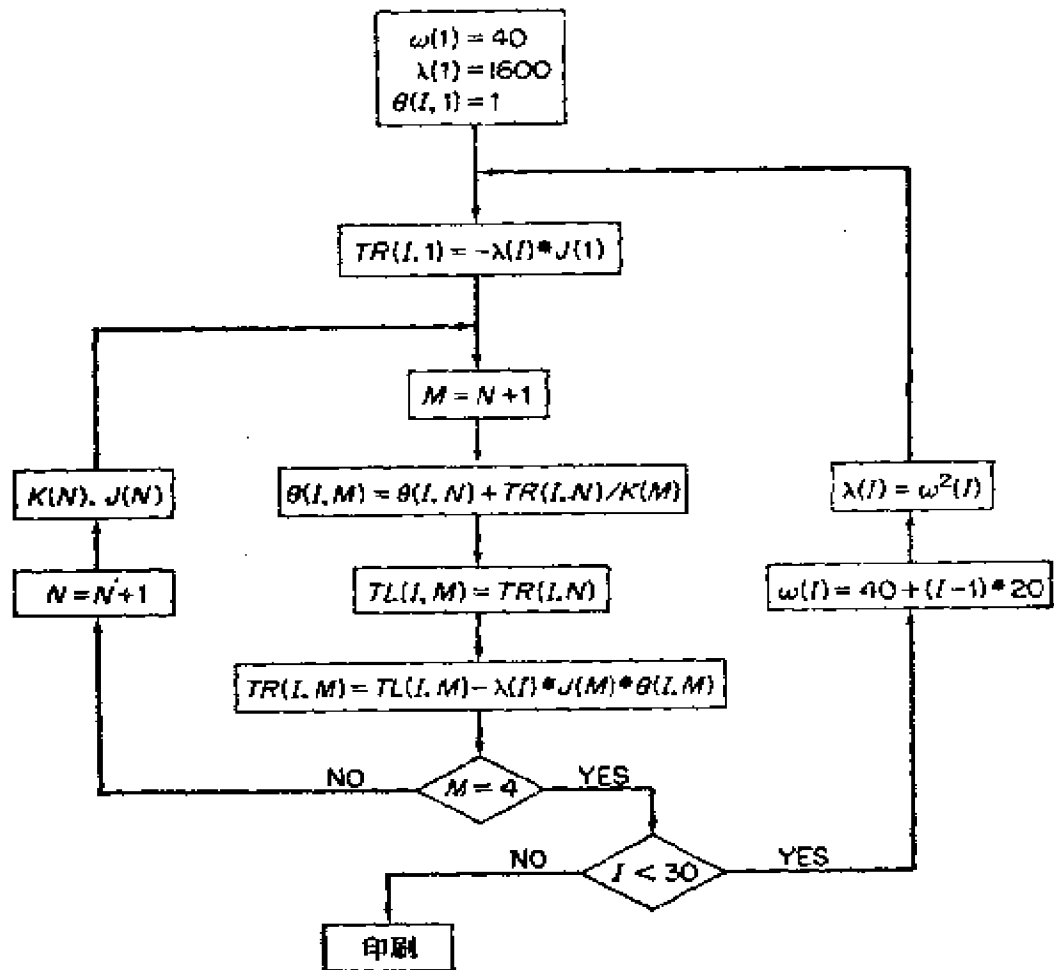 ω(1) = 40
λ(1) = 1600
θ(I, 1) = 1
TR(I, 1) = -λ(I)*J(1)
M = N + 1
K(N), J(N)
θ(I, M) = θ(I, N) + TR(I, N)/K(M)
λ(I) = ω²(I)
N = N + 1
TL(I, M) = TR(I, N)
ω(I) = 40 + (I - 1) * 20
TR(I, M) = TL(I, M) - λ(I)*J(M)*θ(I, M)
NO
M = 4
YES
NO
I < 30
YES
印刷